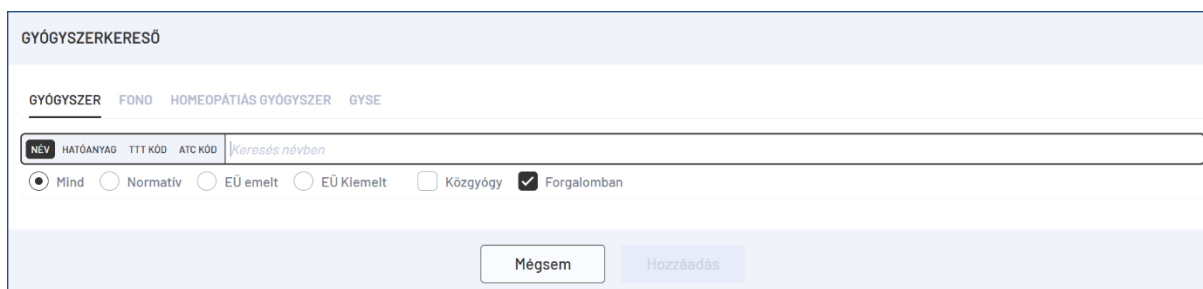 GYÓGYSZERKERESŐ
GYÓGYSZER FONO HOMEOPÁTIÁS GYÓGYSZER GYSE
NÉV HATÓANYAG TTT KÓD ATC KÓD Keresés névben
Mind Normatív EÜ emelt EÜ Kiemelt Közgyógy Forgalomban
Mégsem Hozzáadás